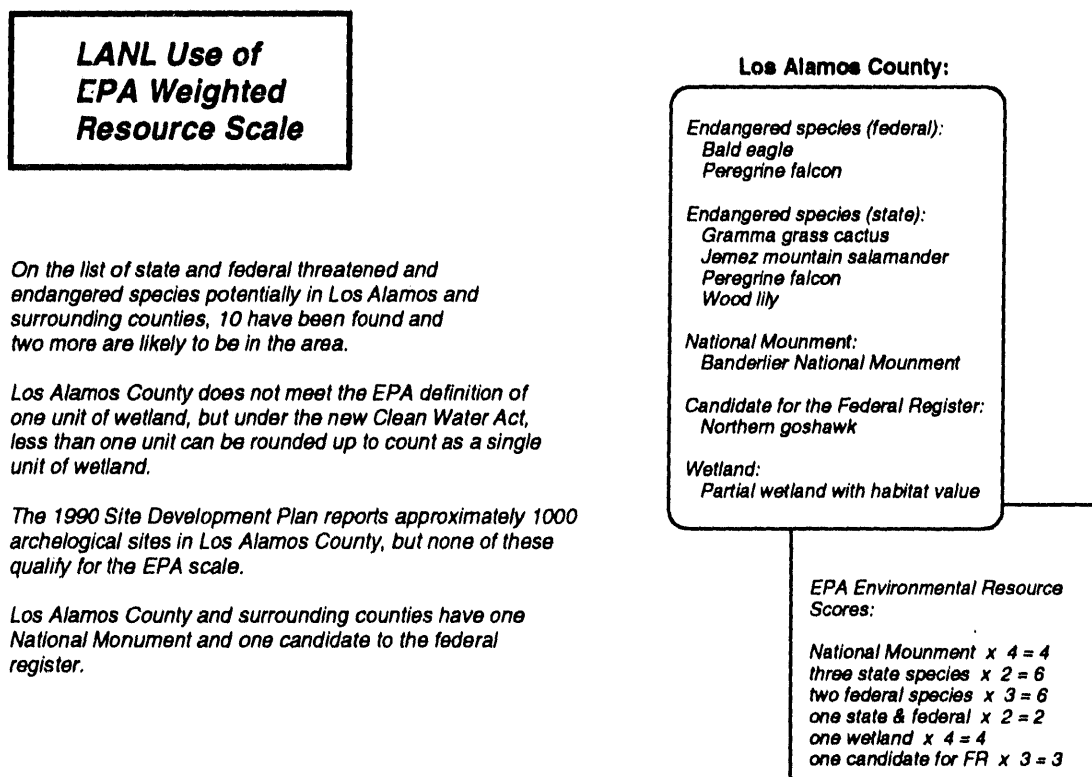 LANL Use of
EPA Weighted
Resource Scale
On the list of state and federal threatened and
endangered species potentially in Los Alamos and
surrounding counties, 10 have been found and
two more are likely to be in the area.
Los Alamos County does not meet the EPA definition of
one unit of wetland, but under the new Clean Water Act,
less than one unit can be rounded up to count as a single
unit of wetland.
The 1990 Site Development Plan reports approximately 1000
archelogical sites in Los Alamos County, but none of these
qualify for the EPA scale.
Los Alamos County and surrounding counties have one
National Monument and one candidate to the federal
register.
Los Alamos County:
Endangered species (federal):
Bald eagle
Peregrine falcon
Endangered species (state):
Gramma grass cactus
Jemez mountain salamander
Peregrine falcon
Wood lily
National Mounment:
Banderlier National Mounment
Candidate for the Federal Register:
Northern goshawk
Wetland:
Partial wetland with habitat value
EPA Environmental Resource
Scores:
National Mounment x 4 = 4
three state species x 2 = 6
two federal species x 3 = 6
one state & federal x 2 = 2
one wetland x 4 = 4
one candidate for FR x 3 = 3